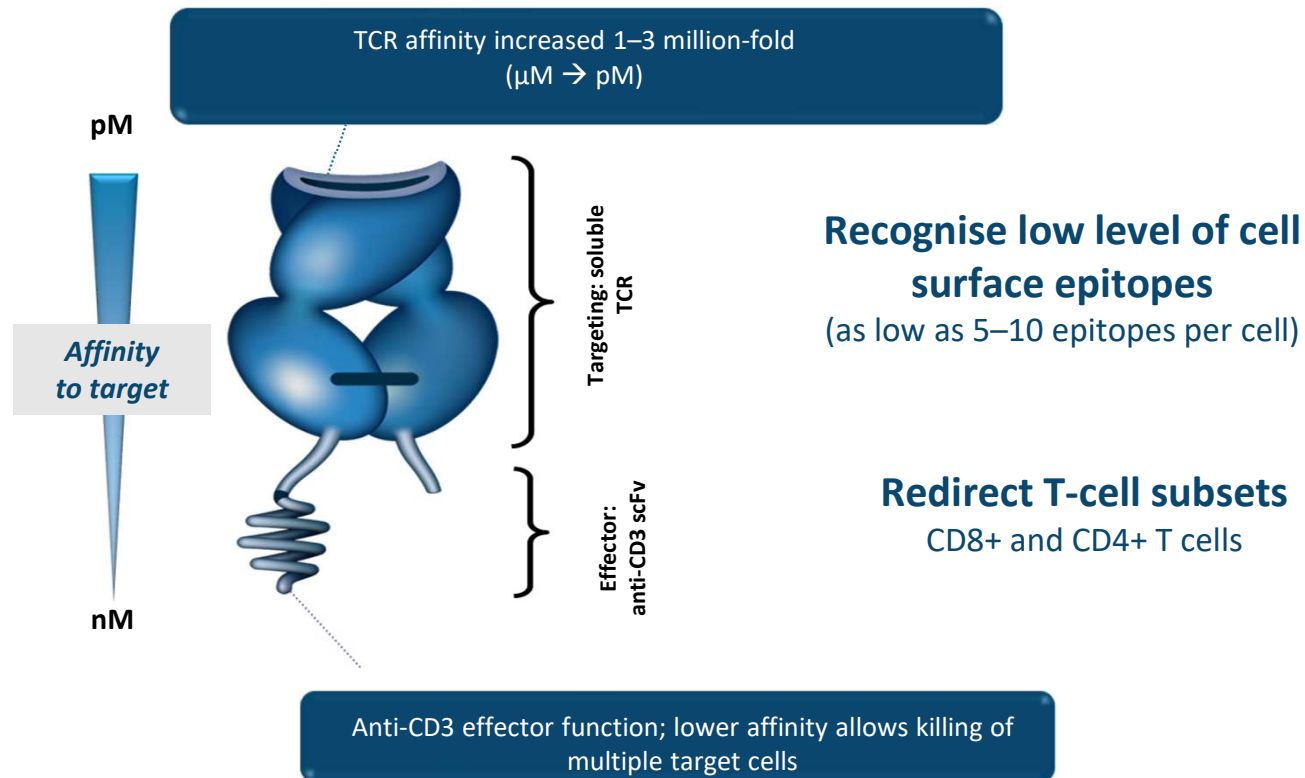 TCR affinity increased 1–3 million-fold
(µM → pM)
pM
Affinity
to target
nM
Targeting: soluble
TCR
Effector:
anti-CD3 scFv
Recognise low level of cell
surface epitopes
(as low as 5–10 epitopes per cell)
Redirect T-cell subsets
CD8+ and CD4+ T cells
Anti-CD3 effector function; lower affinity allows killing of
multiple target cells